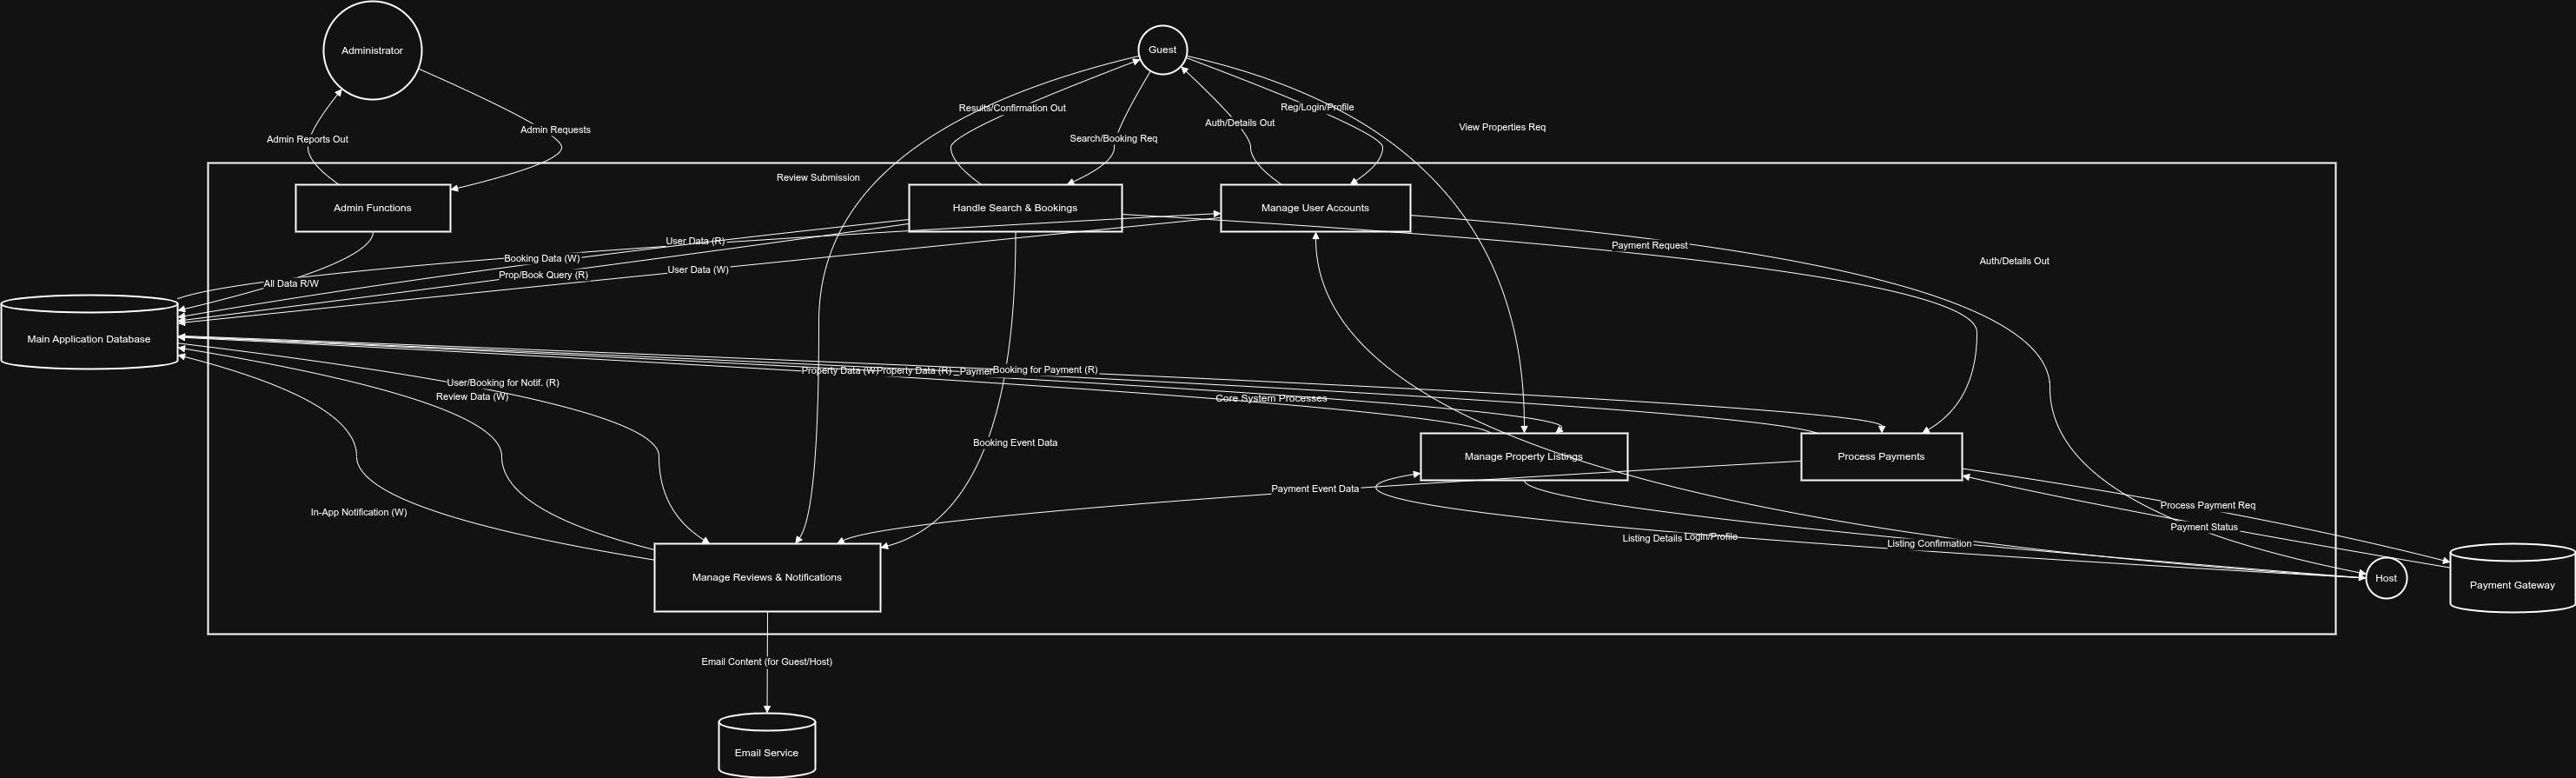 Administrator
Guest
Results/Confirmation Out
Reg/Login/Profile
Auth/Details Out
View Properties Req
Admin Requests
Admin Reports Out
Search/Booking Req
Review Submission
Admin Functions
Handle Search & Bookings
Manage User Accounts
User Data (R)
Payment Request
Booking Data (W)
Auth/Details Out
User Data (W)
Prop/Book Query (R)
All Data R/W
Main Application Database
Property Data (W
Property Data (R)
Booking for Payment (R)
User/Booking for Notif. (R)
Review Data (W)
Core System Processes
Booking Event Data
Manage Property Listings
Process Payments
Payment Event Data
Process Payment Req
In-App Notification (W)
Payment Status
Listing Details
Login/Profile
Listing Confirmation
Manage Reviews & Notifications
Host
Payment Gateway
Email Content (for Guest/Host)
Email Service